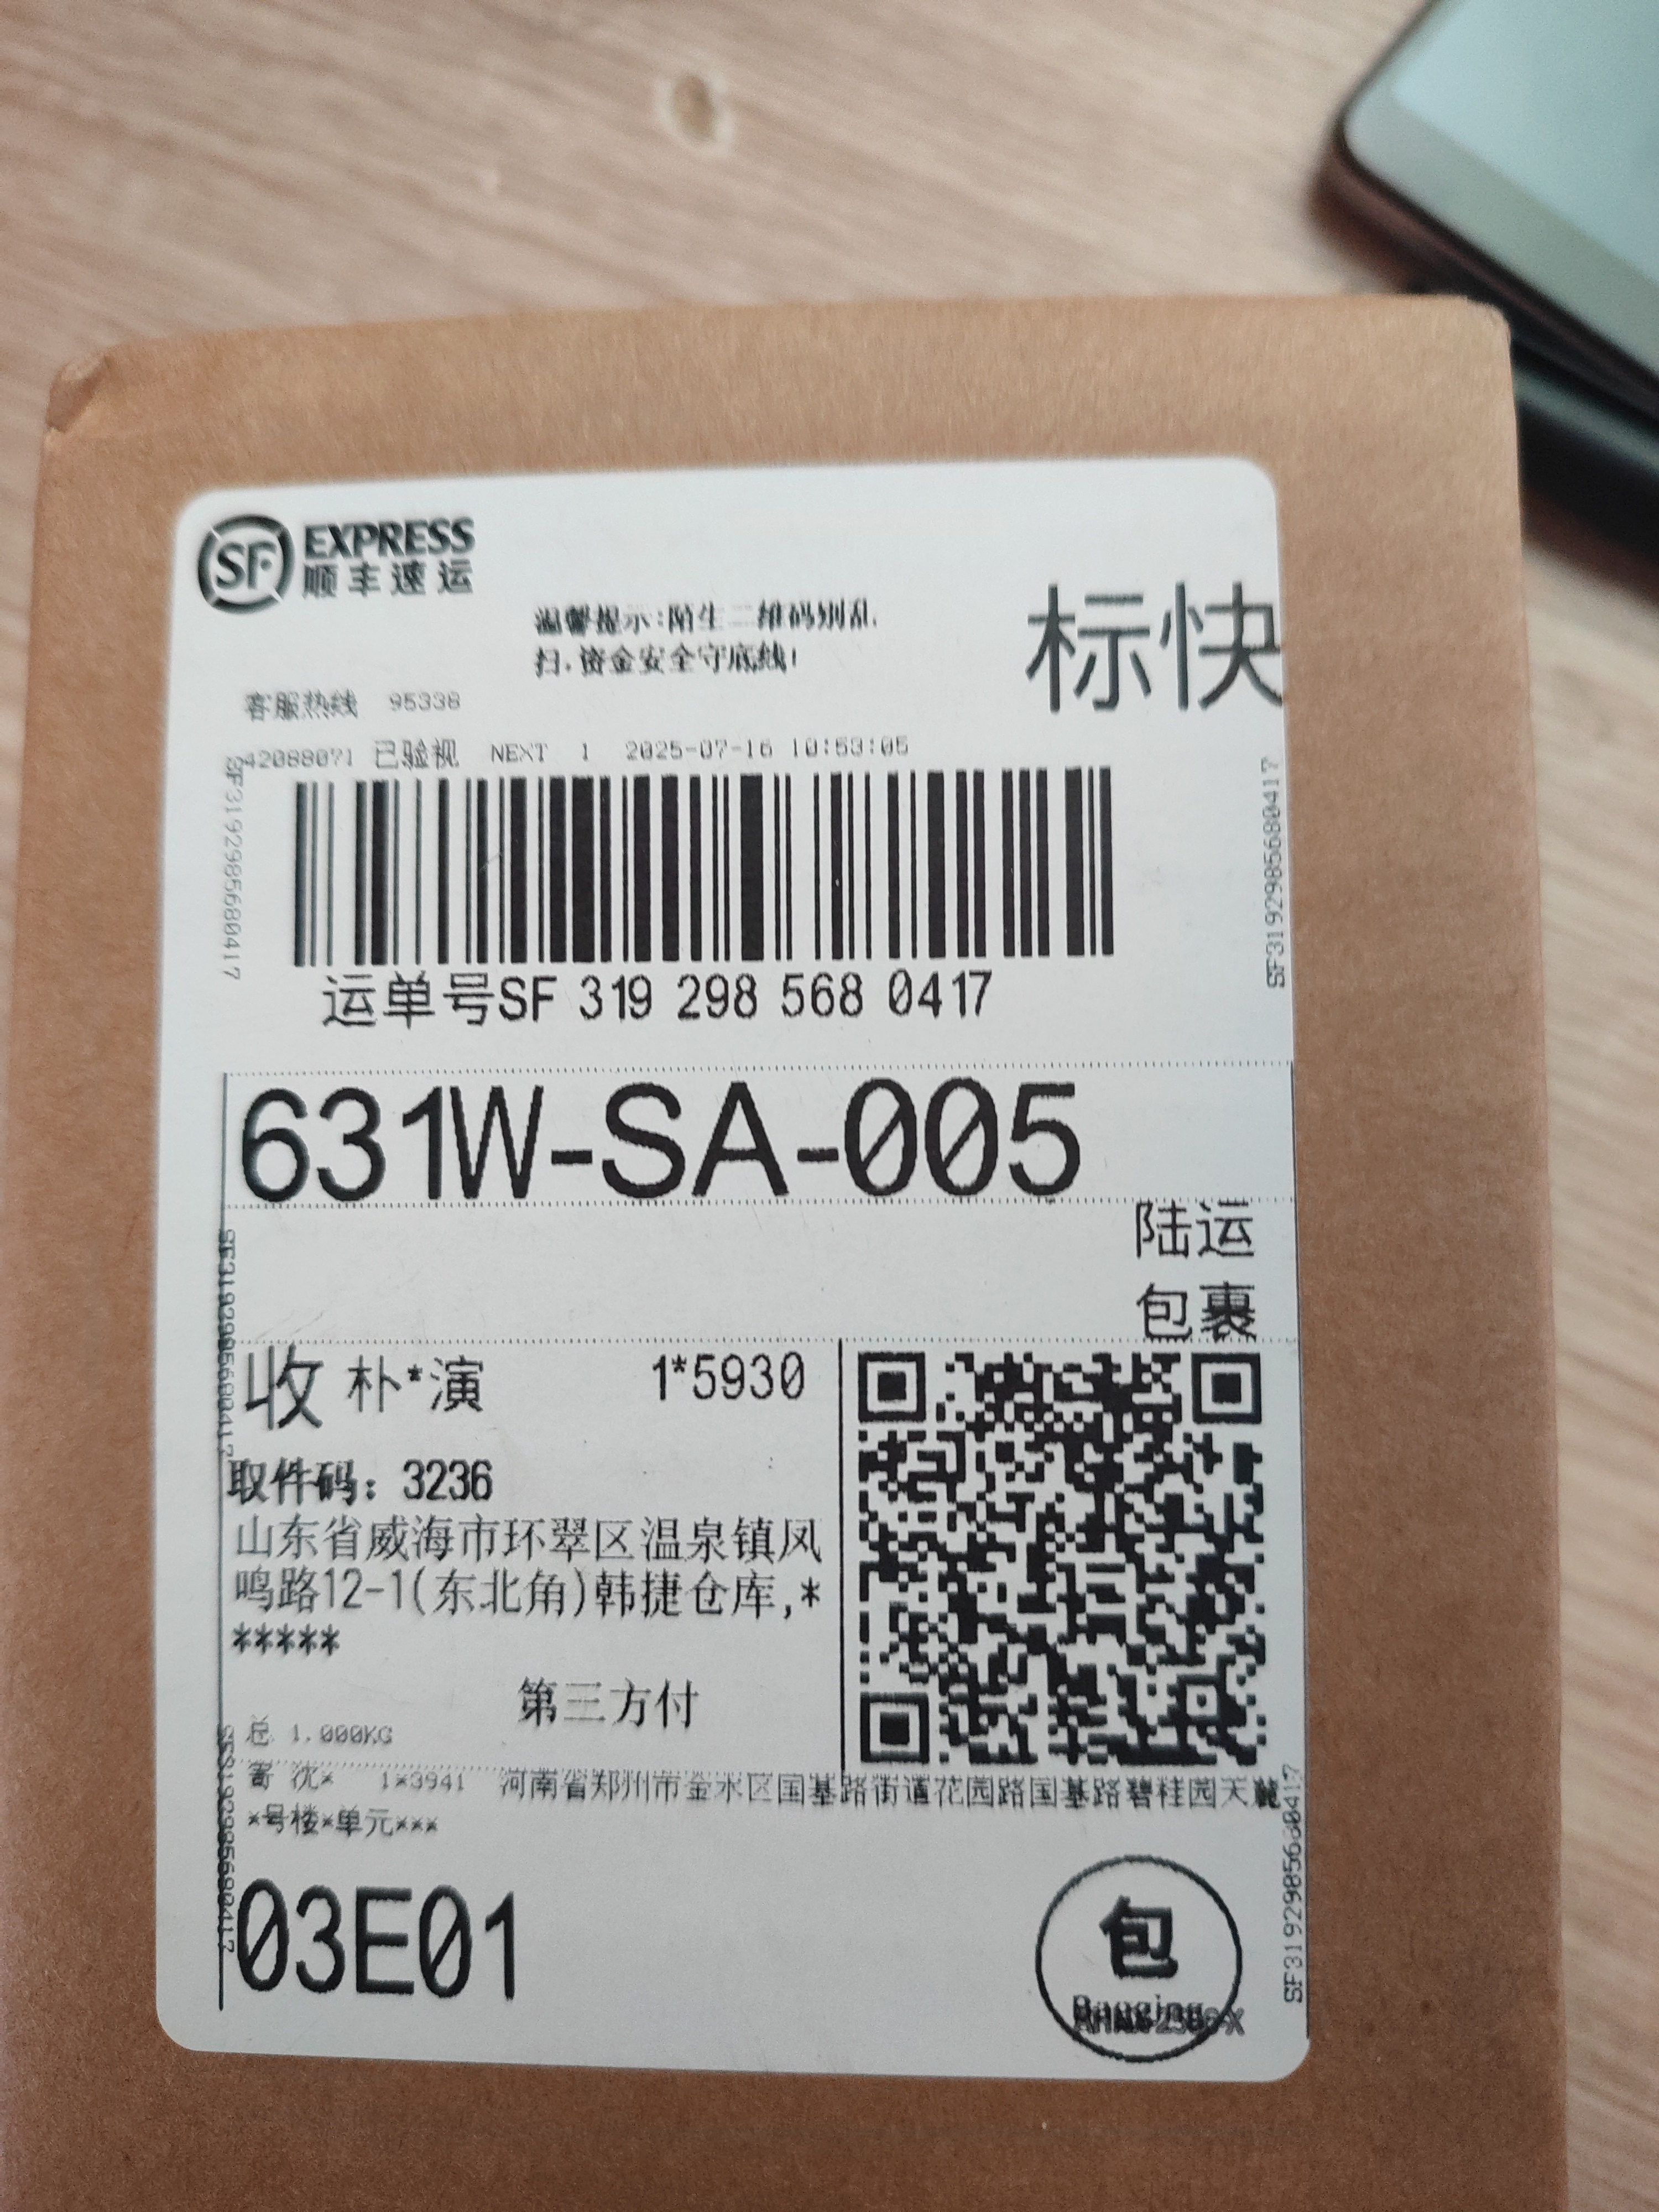 SF EXPRESS
顺丰速运
温馨提示:陌生二维码别乱
扫,资金安全守底线!
标快
客服热线 95338
42088071 已验视 NEXT 1 2025-07-16 10:53:05
SF3192985680417
SF3192985680417
运单号SF 319 298 568 0417
631W-SA-005
陆运
包裹
SF3192985680417
收 朴*演 1*5930
取件码: 3236
山东省威海市环翠区温泉镇凤
鸣路12-1(东北角)韩捷仓库,*
*****
第三方付
总 1.000KG
寄 沈* 1*3941 河南省郑州市金水区国基路街道花园路国基路碧桂园天麓
*号楼*单元***
SF3192985680417
SF3192985680417
03E01
包